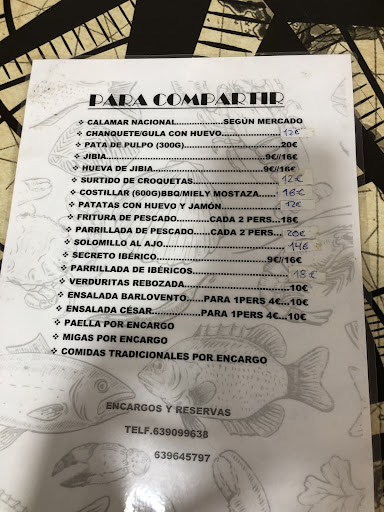 PARA COMPARTIR
❖ CALAMAR NACIONAL................SEGÚN MERCADO
❖ CHANQUETE/GULA CON HUEVO.....................12€
❖ PATA DE PULPO (300G)..............................20€
❖ JIBIA..................................................9€//16€
❖ HUEVA DE JIBIA....................................9€//16€
❖ SURTIDO DE CROQUETAS.........................12€
❖ COSTILLAR (600G)BBQ/MIELY MOSTAZA.....16€
❖ PATATAS CON HUEVO Y JAMÓN................12€
❖ FRITURA DE PESCADO........CADA 2 PERS...18€
❖ PARRILLADA DE PESCADO.....CADA 2 PERS...20€
❖ SOLOMILLO AL AJO................................14€
❖ SECRETO IBÉRICO...............................9€/16€
❖ PARRILLADA DE IBÉRICOS.......................18€
❖ VERDURITAS REBOZADA..........................10€
❖ ENSALADA BARLOVENTO.....PARA 1PERS 4€...10€
❖ ENSALADA CÉSAR............PARA 1PERS 4€...10€
❖ PAELLA POR ENCARGO
❖ MIGAS POR ENCARGO
❖ COMIDAS TRADICIONALES POR ENCARGO
ENCARGOS Y RESERVAS
TELF.639099638
639645797